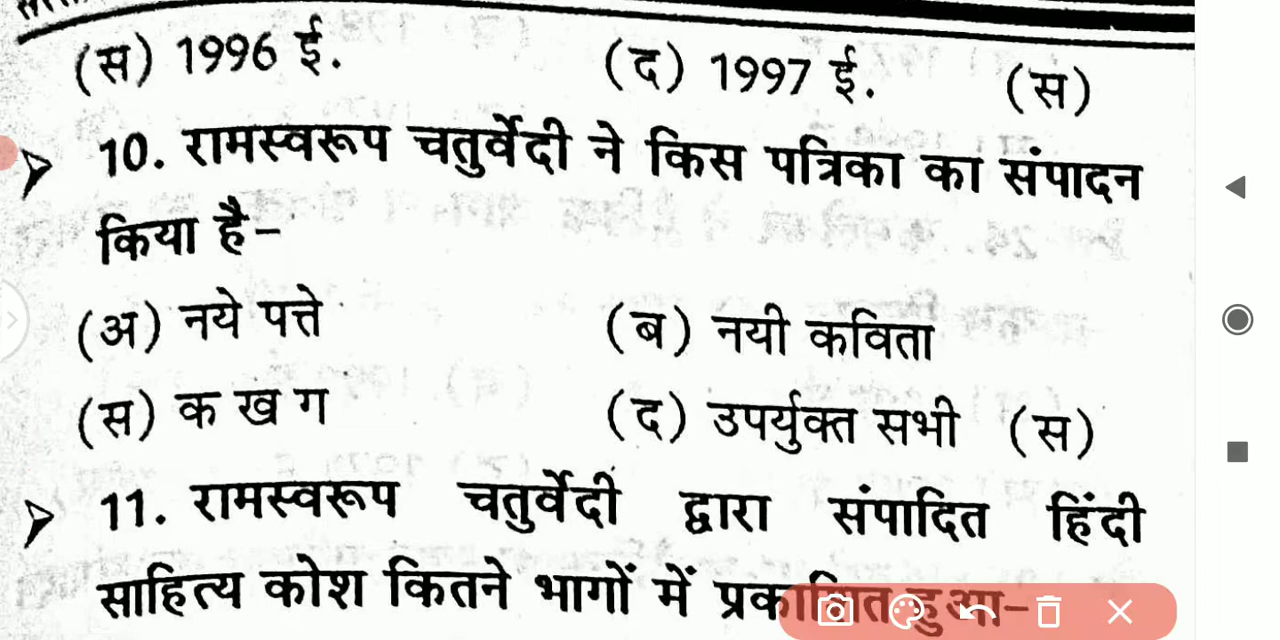 (स) 1996 ई. (द) 1997 ई. (स)
10. रामस्वरूप चतुर्वेदी ने किस पत्रिका का संपादन
किया है-
(अ) नये पत्ते (ब) नयी कविता
(स) क ख ग (द) उपर्युक्त सभी (स)
11. रामस्वरूप चतुर्वेदी द्वारा संपादित हिंदी
साहित्य कोश कितने भागों में प्रकाशित हुआ-